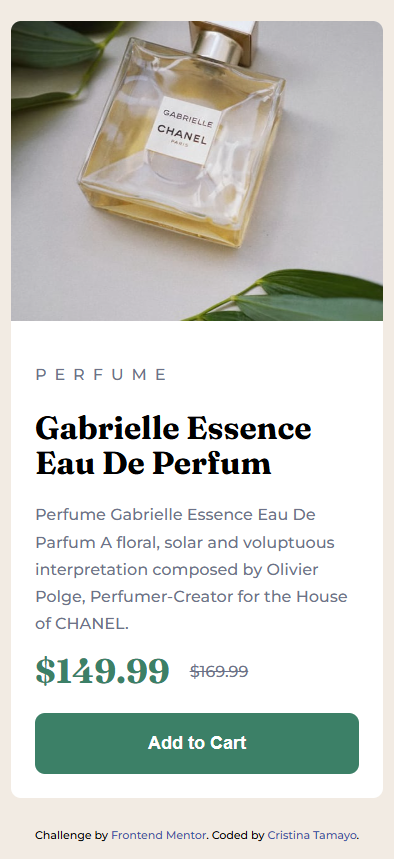 GABRIELLE
CHANEL
PARIS
PERFUME
Gabrielle Essence
Eau De Perfum
Perfume Gabrielle Essence Eau De
Parfum A floral, solar and voluptuous
interpretation composed by Olivier
Polge, Perfumer-Creator for the House
of CHANEL.
$149.99 $169.99
Add to Cart
Challenge by Frontend Mentor. Coded by Cristina Tamayo.